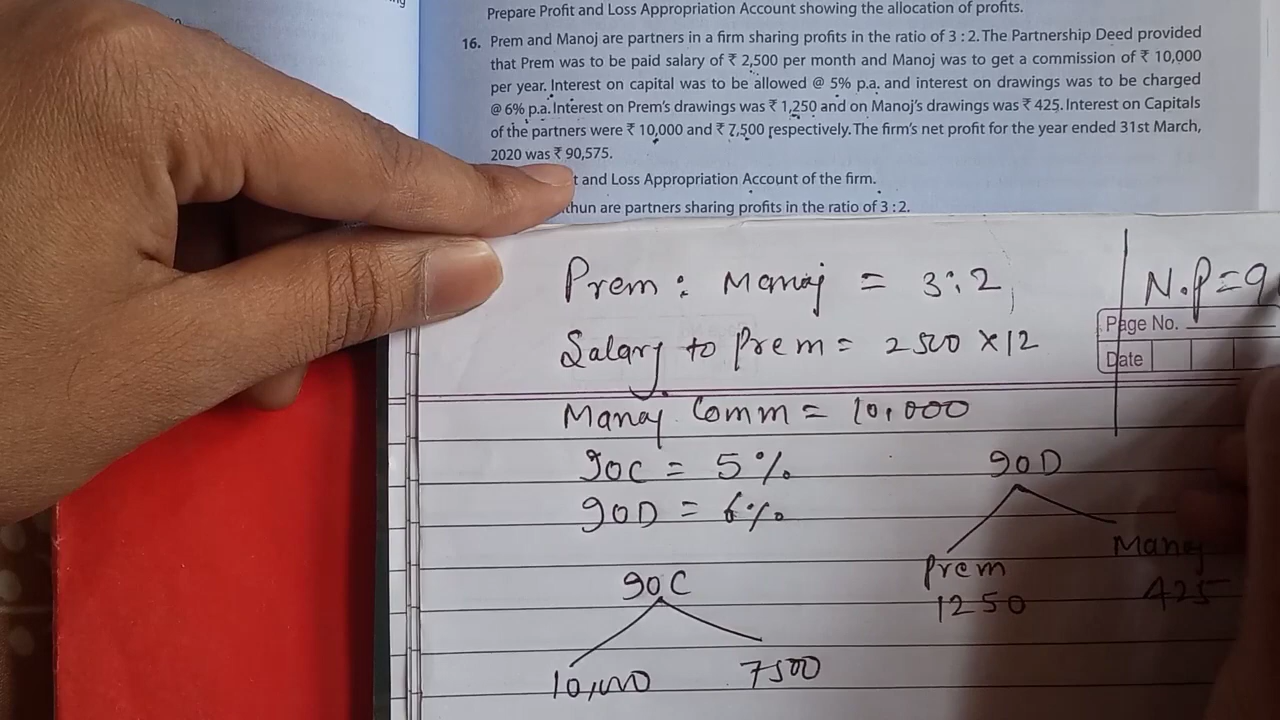 Prepare Profit and Loss Appropriation Account showing the allocation of profits.
16. Prem and Manoj are partners in a firm sharing profits in the ratio of 3 : 2. The Partnership Deed provided
that Prem was to be paid salary of ₹ 2,500 per month and Manoj was to get a commission of ₹ 10,000
per year. Interest on capital was to be allowed @ 5% p.a. and interest on drawings was to be charged
@ 6% p.a. Interest on Prem's drawings was ₹ 1,250 and on Manoj's drawings was ₹ 425. Interest on Capitals
of the partners were ₹ 10,000 and ₹ 7,500 respectively. The firm's net profit for the year ended 31st March,
2020 was ₹ 90,575.
t and Loss Appropriation Account of the firm.
thun are partners sharing profits in the ratio of 3 : 2.
Prem : Manoj = 3:2
N.P = 9
Page No.
Salary to Prem = 2500 × 12
Date
Manoj Comm = 10,000
IOC = 5%
IOD
IOD = 6%
Prem Manoj
1250 425
IOC
10,000 7500